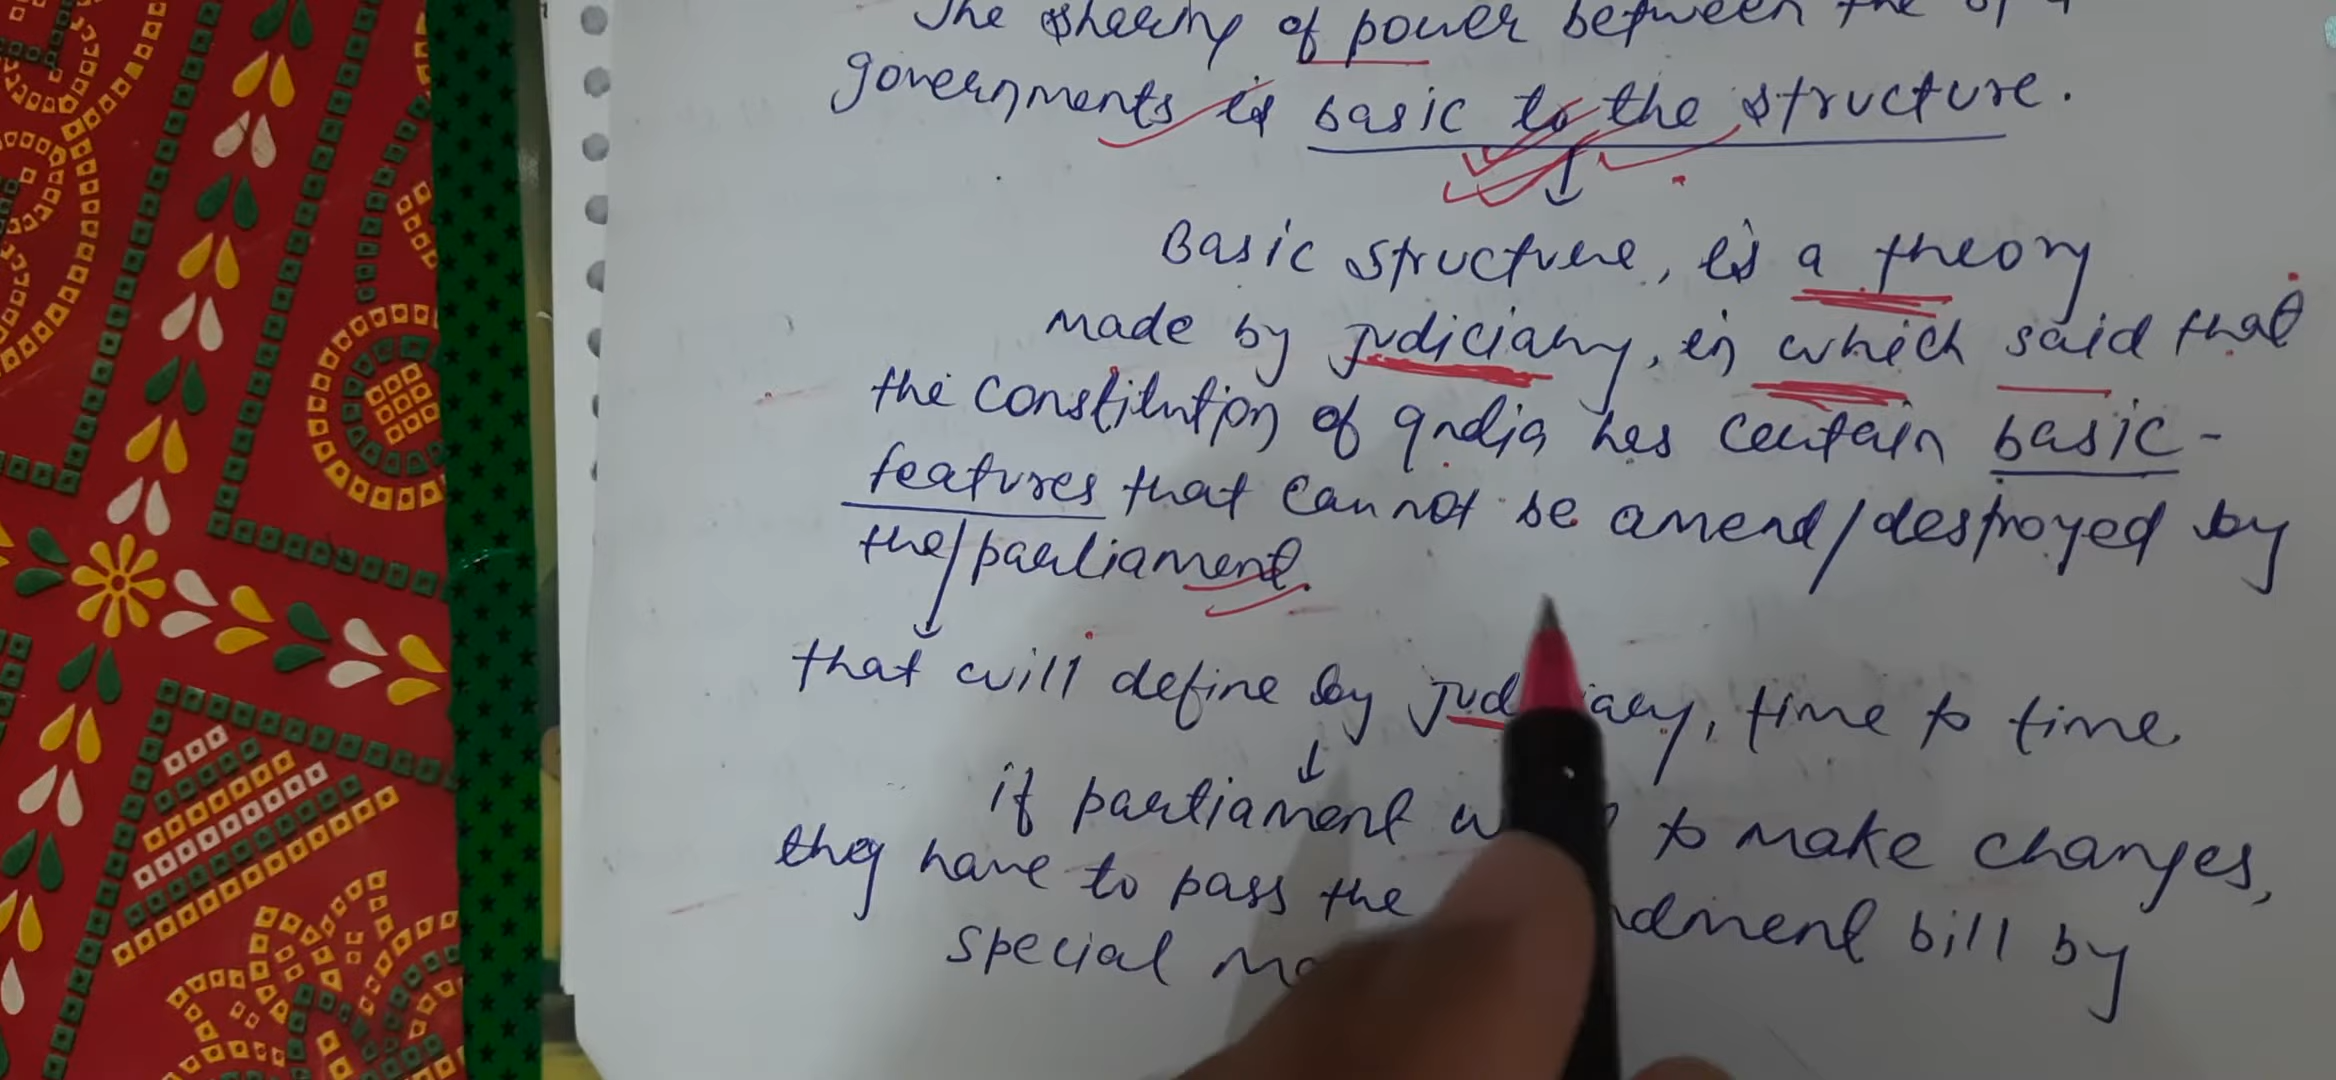 The sharing of power between the
governments is basic to the structure.
Basic structure, is a theory
made by judiciary, in which said that
the constitution of India has certain basic-
features that cannot be amend/destroyed by
the parliament.
that will define by judiciary, time to time
if parliament to make changes,
they have to pass the bill by
special